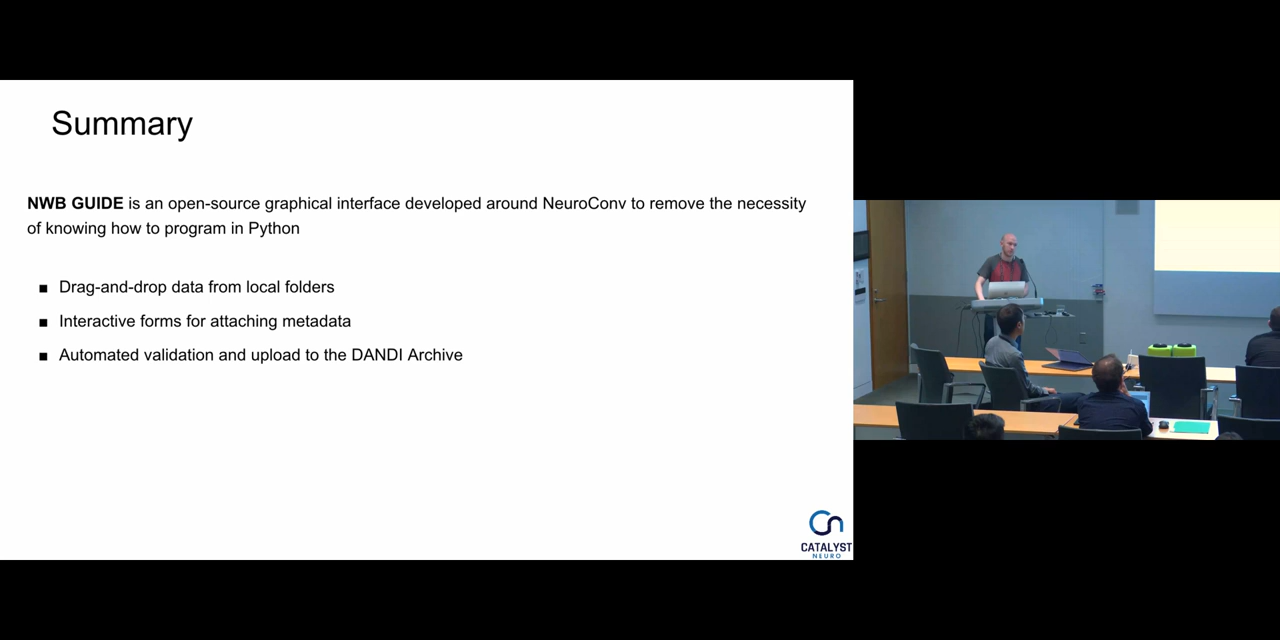 Summary
NWB GUIDE is an open-source graphical interface developed around NeuroConv to remove the necessity
of knowing how to program in Python
■ Drag-and-drop data from local folders
■ Interactive forms for attaching metadata
■ Automated validation and upload to the DANDI Archive
CATALYST
NEURO